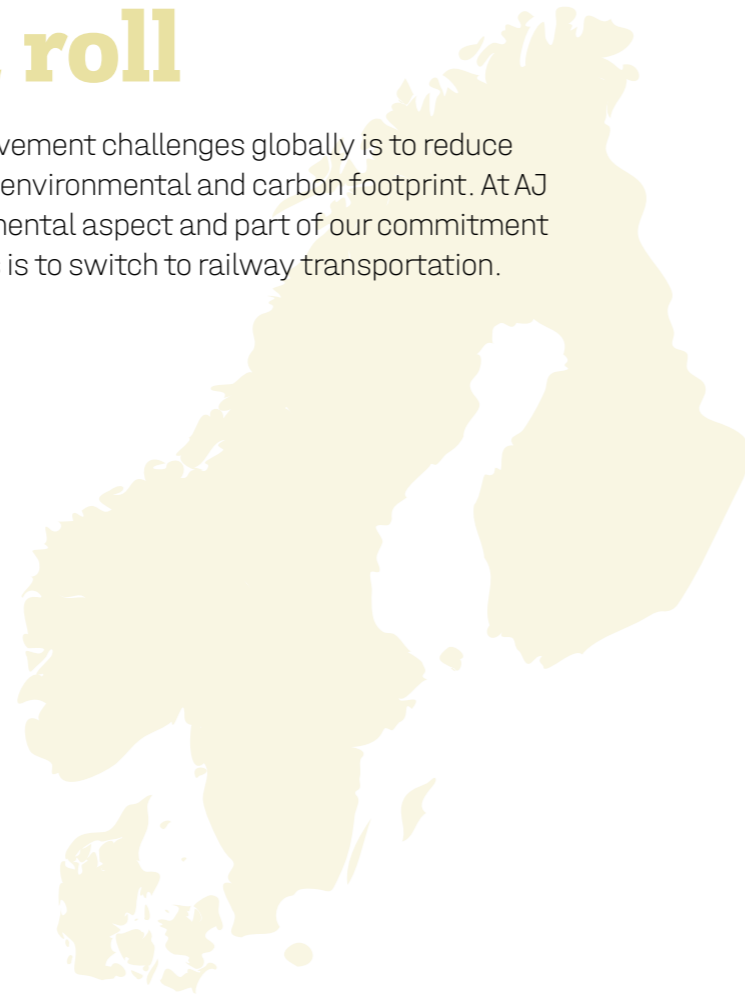 roll
vement challenges globally is to reduce
environmental and carbon footprint. At AJ
nental aspect and part of our commitment
is to switch to railway transportation.